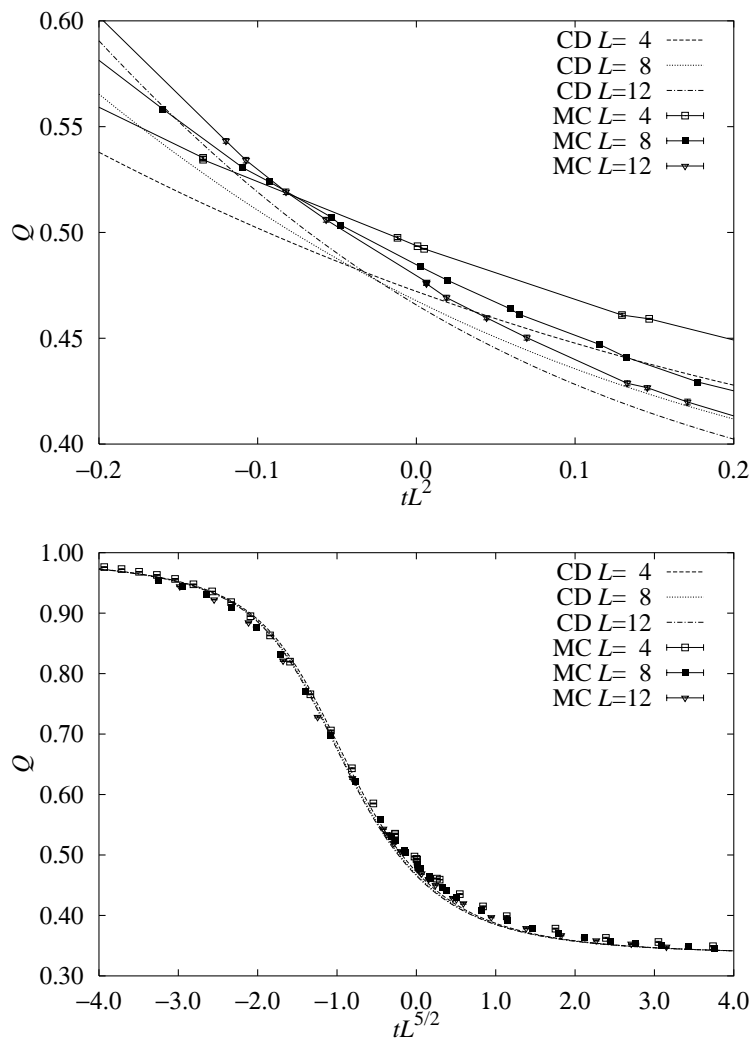 0.60
0.55
0.50
0.45
0.40
Q
−0.2 −0.1 0.0 0.1 0.2
tL²
CD L= 4
CD L= 8
CD L=12
MC L= 4
MC L= 8
MC L=12
1.00
0.90
0.80
0.70
0.60
0.50
0.40
0.30
Q
−4.0 −3.0 −2.0 −1.0 0.0 1.0 2.0 3.0 4.0
tL^{5/2}
CD L= 4
CD L= 8
CD L=12
MC L= 4
MC L= 8
MC L=12